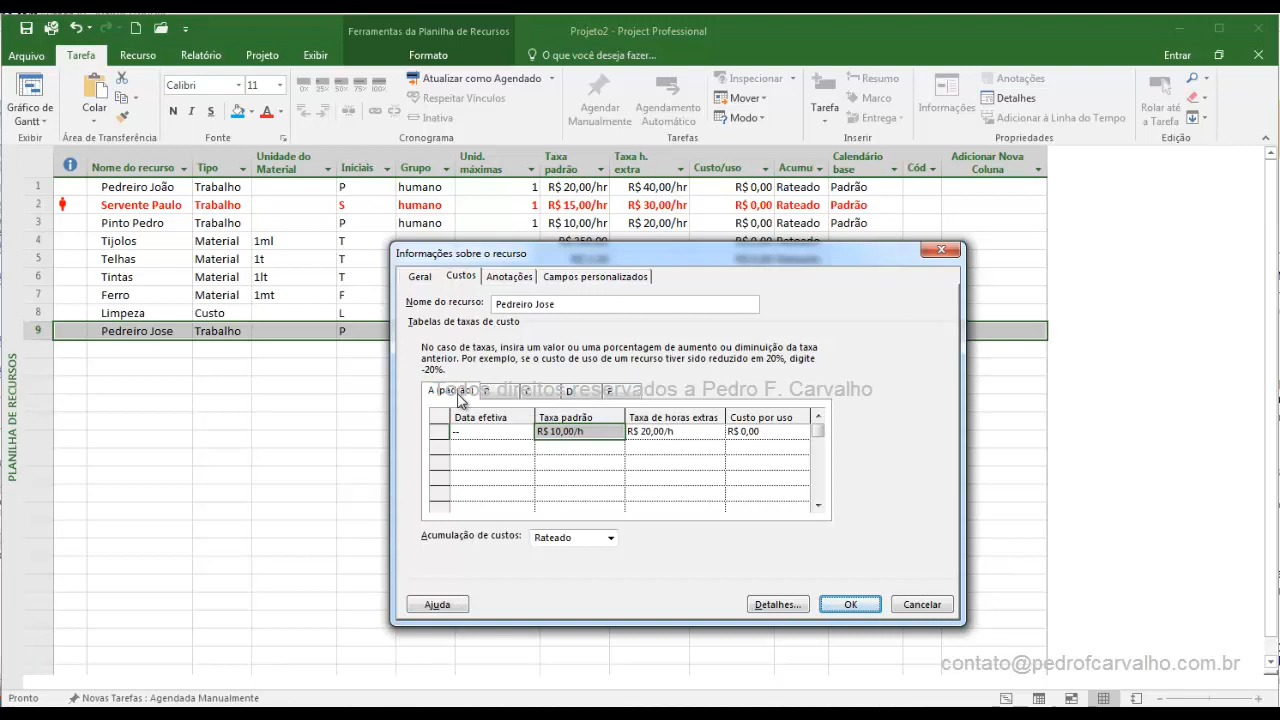 Ferramentas da Planilha de Recursos
Projeto2 - Project Professional
Arquivo Tarefa Recurso Relatório Projeto Exibir Formato O que você deseja fazer... Entrar
Gráfico de Gantt
Exibir
Colar
Área de Transferência
Calibri 11
N I S
Fonte
0% 25% 50% 75% 100%
Atualizar como Agendado
Respeitar Vínculos
Inativa
Cronograma
Agendar Manualmente
Agendamento Automático
Inspecionar
Mover
Modo
Tarefas
Tarefa
Resumo
Marco
Entrega
Inserir
Informações
Anotações
Detalhes
Adicionar à Linha do Tempo
Propriedades
Rolar até a Tarefa
Edição
Nome do recurso Tipo Unidade do Material Iniciais Grupo Unid. máximas Taxa padrão Taxa h. extra Custo/uso Acumu Calendário base Cód Adicionar Nova Coluna
1 Pedreiro João Trabalho P humano 1 R$ 20,00/hr R$ 40,00/hr R$ 0,00 Rateado Padrão
2 Servente Paulo Trabalho S humano 1 R$ 15,00/hr R$ 30,00/hr R$ 0,00 Rateado Padrão
3 Pinto Pedro Trabalho P humano 1 R$ 10,00/hr R$ 20,00/hr R$ 0,00 Rateado Padrão
4 Tijolos Material 1ml T
5 Telhas Material 1t T
6 Tintas Material 1lt T
7 Ferro Material 1mt F
8 Limpeza Custo L
9 Pedreiro Jose Trabalho P
PLANILHA DE RECURSOS
Informações sobre o recurso
Geral Custos Anotações Campos personalizados
Nome do recurso: Pedreiro Jose
Tabelas de taxas de custo
No caso de taxas, insira um valor ou uma porcentagem de aumento ou diminuição da taxa
anterior. Por exemplo, se o custo de uso de um recurso tiver sido reduzido em 20%, digite
-20%.
A (padrão) D
Todos direitos reservados a Pedro F. Carvalho
Data efetiva Taxa padrão Taxa de horas extras Custo por uso
-- R$ 10,00/h R$ 20,00/h R$ 0,00
Acumulação de custos: Rateado
Ajuda Detalhes... OK Cancelar
contato@pedrofcarvalho.com.br
Pronto Novas Tarefas : Agendada Manualmente